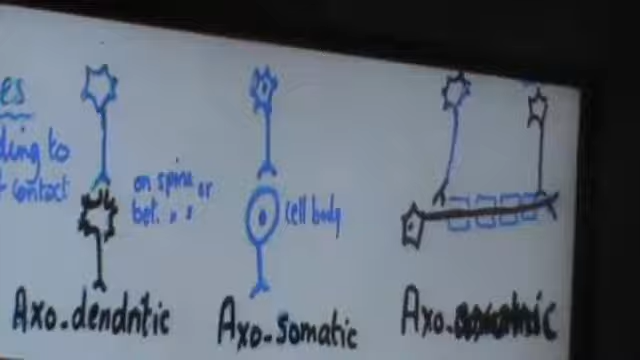 es
ding to
contact
on spine or
bet. " s
cell body
Axo-dendritic
Axo-somatic
Axo-